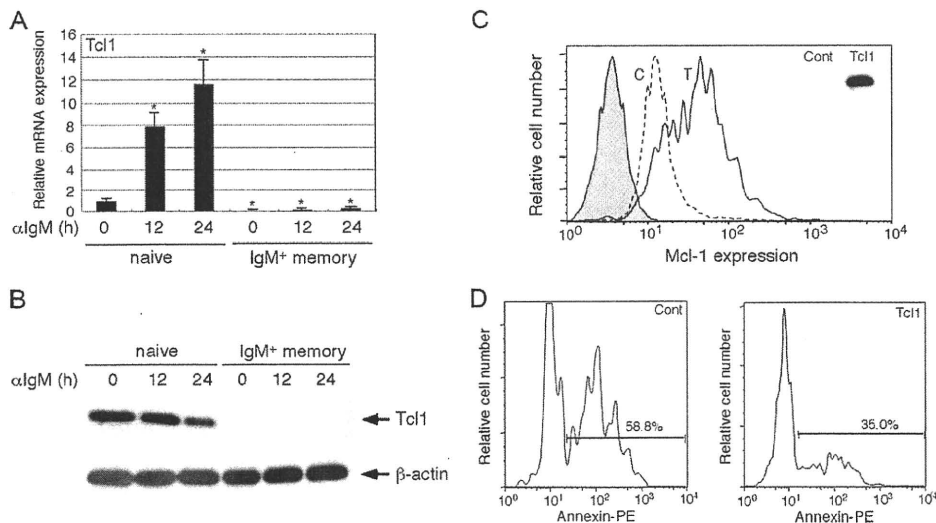 A
Tcl1
Relative mRNA expression
16
14
12
10
8
6
4
2
0
*
*
*
*
*
αIgM (h)
0 12 24 0 12 24
naive IgM+ memory
B
naive IgM+ memory
αIgM (h) 0 12 24 0 12 24
Tcl1
β-actin
C
Relative cell number
C T
Cont Tcl1
10⁰ 10¹ 10² 10³ 10⁴
Mcl-1 expression
D
Relative cell number
Cont
58.8%
10⁰ 10¹ 10² 10³ 10⁴
Annexin-PE
Relative cell number
Tcl1
35.0%
10⁰ 10¹ 10² 10³ 10⁴
Annexin-PE